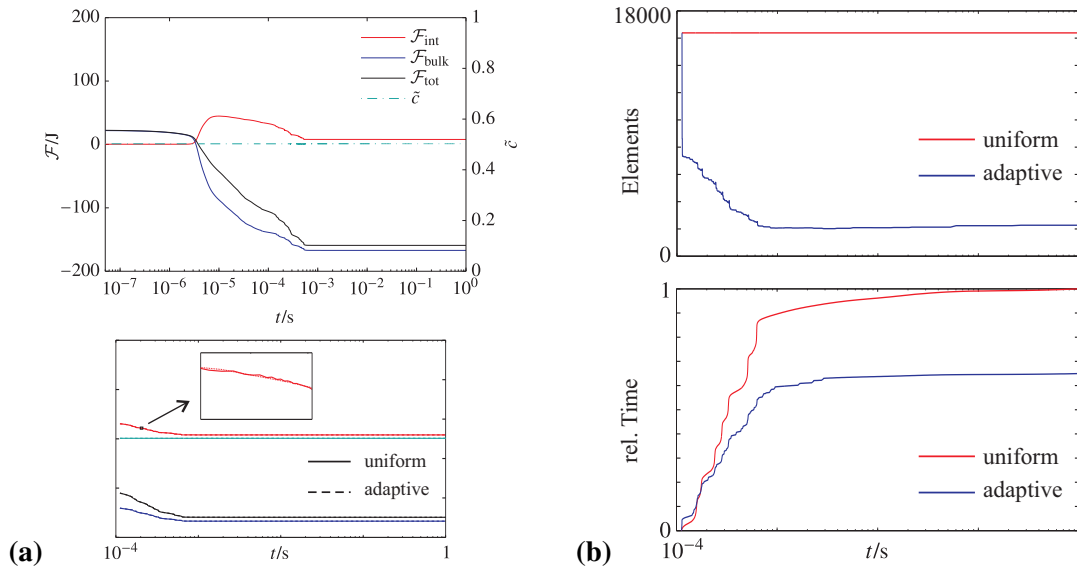 200
100
0
−100
−200
ℱ/J
1
0.8
0.6
0.4
0.2
0
c̃
ℱint
ℱbulk
ℱtot
c̃
10−7
10−6
10−5
10−4
10−3
10−2
10−1
100
t/s
uniform
adaptive
(a)
10−4
t/s
1
18000
Elements
0
uniform
adaptive
1
rel. Time
0
uniform
adaptive
(b)
10−4
t/s